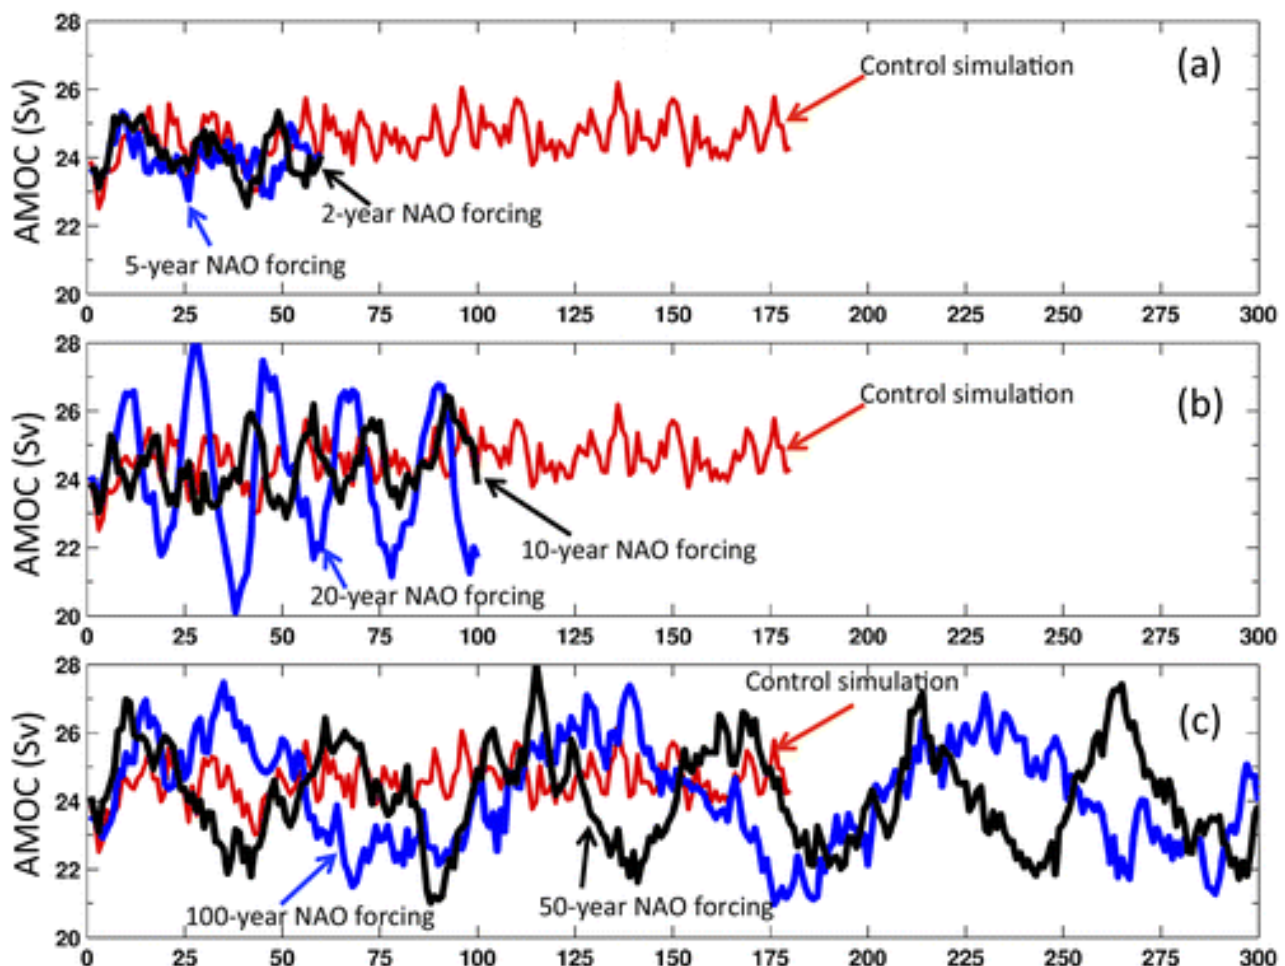 28
26
24
22
20
AMOC (Sv)
Control simulation
(a)
2-year NAO forcing
5-year NAO forcing
0 25 50 75 100 125 150 175 200 225 250 275 300
28
26
24
22
20
AMOC (Sv)
Control simulation
(b)
10-year NAO forcing
20-year NAO forcing
0 25 50 75 100 125 150 175 200 225 250 275 300
28
26
24
22
20
AMOC (Sv)
Control simulation
(c)
50-year NAO forcing
100-year NAO forcing
0 25 50 75 100 125 150 175 200 225 250 275 300